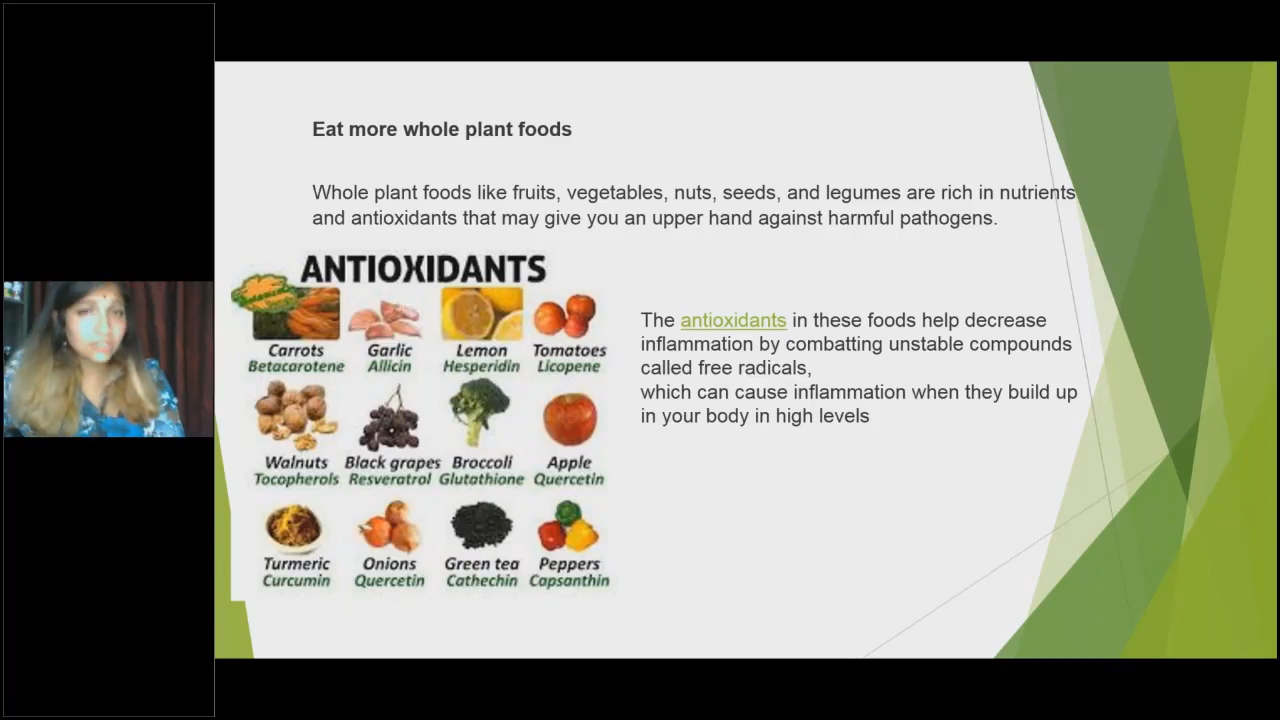 Eat more whole plant foods
Whole plant foods like fruits, vegetables, nuts, seeds, and legumes are rich in nutrients
and antioxidants that may give you an upper hand against harmful pathogens.
ANTIOXIDANTS
Carrots Garlic Lemon Tomatoes
Betacarotene Allicin Hesperidin Licopene
Walnuts Black grapes Broccoli Apple
Tocopherols Resveratrol Glutathione Quercetin
Turmeric Onions Green tea Peppers
Curcumin Quercetin Cathechin Capsanthin
The antioxidants in these foods help decrease
inflammation by combatting unstable compounds
called free radicals,
which can cause inflammation when they build up
in your body in high levels